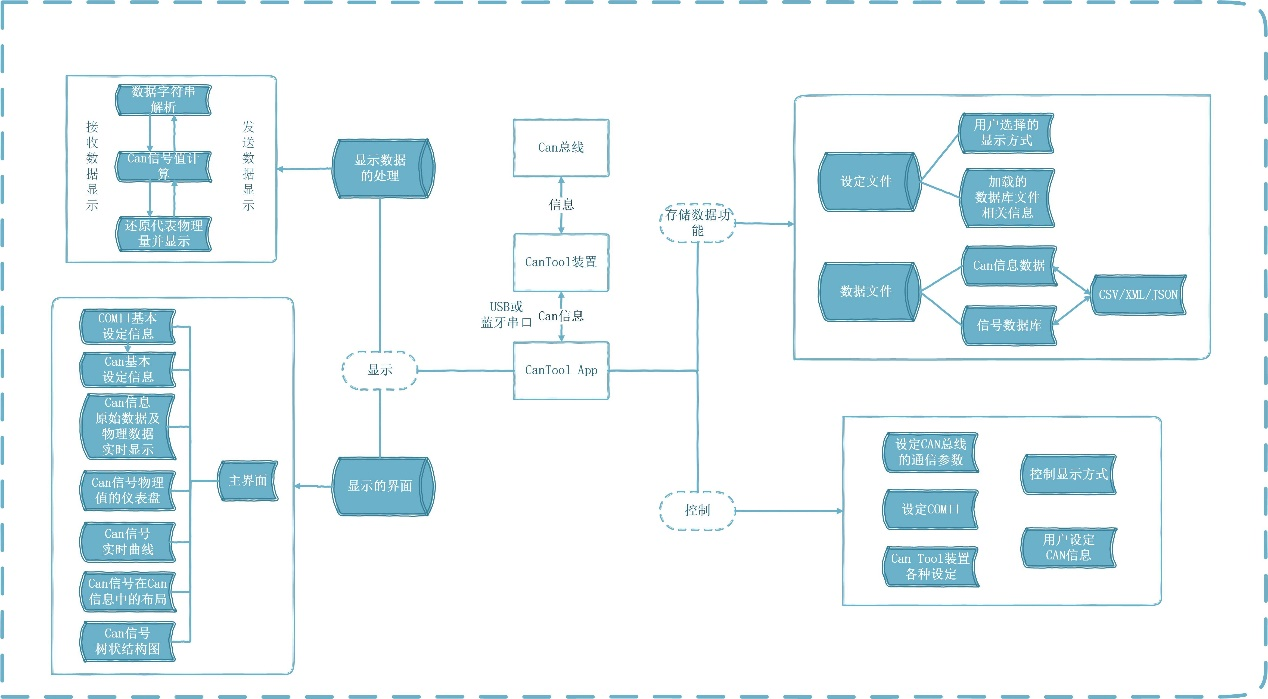 数据字符串
解析
接收数据显示
发送数据显示
Can信号值计
算
还原代表物理
量并显示
显示数据
的处理
Can总线
信息
CanTool装置
USB或
蓝牙串口
Can信息
CanTool App
显示
显示的界面
主界面
COM口基本
设定信息
Can基本
设定信息
Can信息
原始数据及
物理数据
实时显示
Can信号物理
值的仪表盘
Can信号
实时曲线
Can信号在Can
信息中的布局
Can信号
树状结构图
存储数据功
能
设定文件
用户选择的
显示方式
加载的
数据库文件
相关信息
数据文件
Can信息数据
信号数据库
CSV/XML/JSON
控制
设定CAN总线
的通信参数
设定COM口
Can Tool装置
各种设定
控制显示方式
用户设定
CAN信息